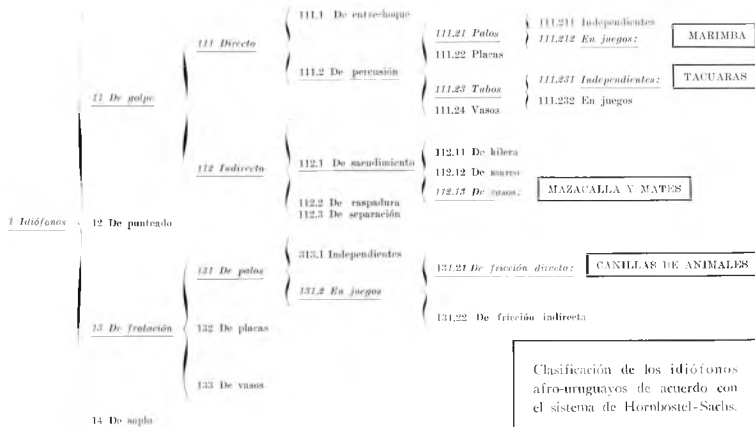 1 Idiófonos
11 De golpe
111 Directo
111.1 De entrechoque
111.2 De percusión
111.21 Palos
111.211 Independientes
111.212 En juegos:
MARIMBA
111.22 Placas
111.23 Tubos
111.231 Independientes:
TACUARAS
111.232 En juegos
111.24 Vasos
112 Indirecto
112.1 De sacudimiento
112.11 De hilera
112.12 De marco
112.13 De vasos:
MAZACALLA Y MATES
112.2 De raspadura
112.3 De separación
12 De punteado
13 De frotación
131 De palos
313.1 Independientes
131.2 En juegos
131.21 De fricción directa:
CANILLAS DE ANIMALES
131.22 De fricción indirecta
132 De placas
133 De vasos
14 De soplo
Clasificación de los idiófonos
afro-uruguayos de acuerdo con
el sistema de Hornbostel-Sachs.